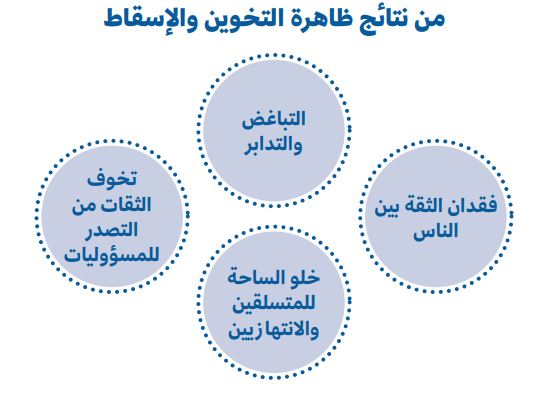 من نتائج ظاهرة التخوين والإسقاط
التباغض
والتدابر
فقدان الثقة بين
الناس
تخوف
الثقات من
التصدر
للمسؤوليات
خلو الساحة
للمتسلقين
والانتهازيين